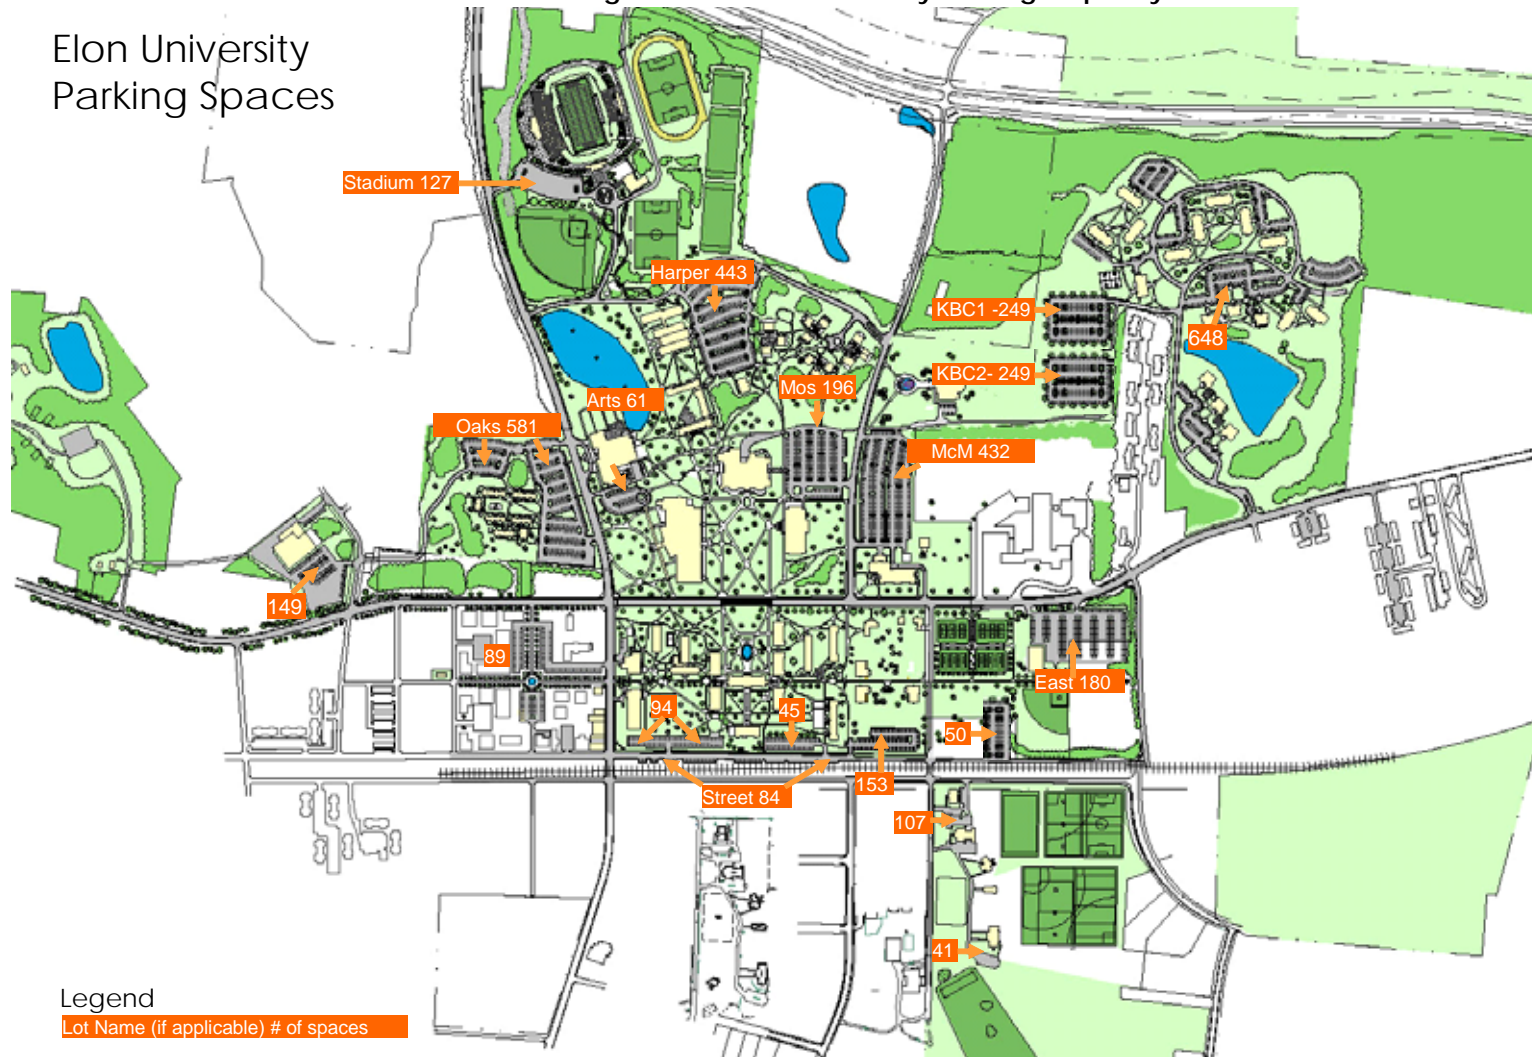 Elon University
Parking Spaces
Stadium 127
Harper 443
KBC1 -249
648
KBC2- 249
Mos 196
Arts 61
Oaks 581
McM 432
149
89
East 180
94
45
50
153
Street 84
107
41
Legend
Lot Name (if applicable) # of spaces